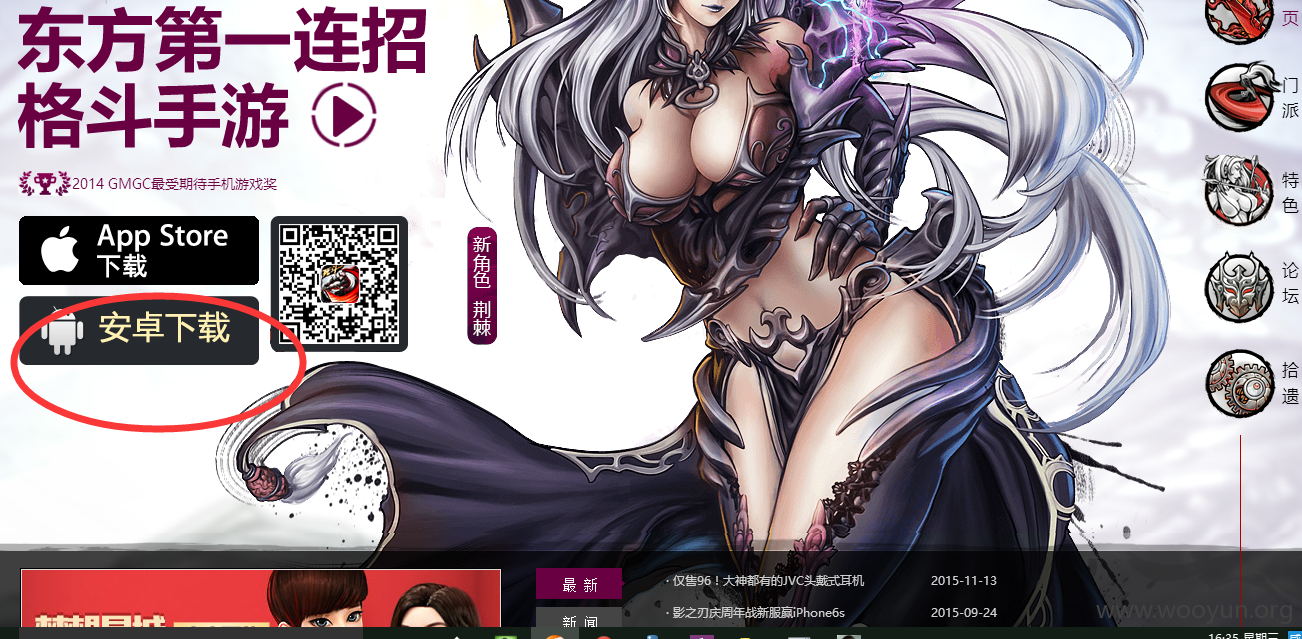 东方第一连招
格斗手游
2014 GMGC最受期待手机游戏奖
App Store
下载
安卓下载
新角色 荆棘
页
门派
特色
论坛
拾遗
最 新
新 闻
· 仅售96！大神都有的JVC头戴式耳机 2015-11-13
· 影之刃庆周年战新服赢iPhone6s 2015-09-24
www.wooyun.org
16:25 星期三